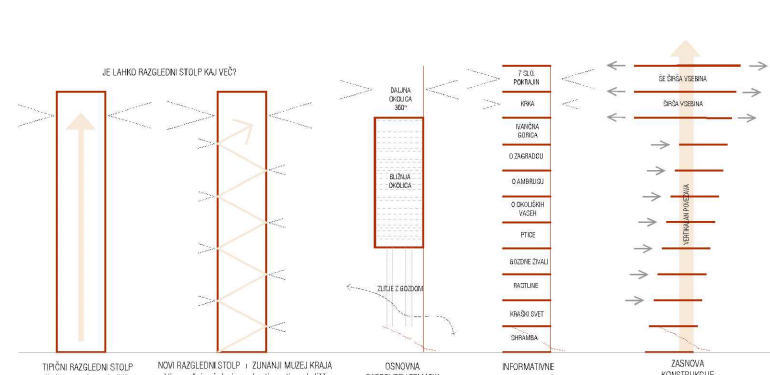 JE LAHKO RAZGLEDNI STOLP KAJ VEČ?
DALJNA
OKOLICA
360°
BLIŽNJA
OKOLICA
ZLITJE Z GOZDOM
7 SLO.
POKRAJIN
KRKA
IVANČNA
GORICA
O ZAGRADCU
O AMBRUSU
O OKOLIŠKIH
VASEH
PTICE
GOZDNE ŽIVALI
RASTLINE
KRAŠKI SVET
SHRAMBA
ŠE ŠIRŠA VSEBINA
ŠIRŠA VSEBINA
VERTIKALNA POVEZAVA
TIPIČNI RAZGLEDNI STOLP
NOVI RAZGLEDNI STOLP I ZUNANJI MUZEJ KRAJA
OSNOVNA
INFORMATIVNE
ZASNOVA
KONSTRUKCIJE